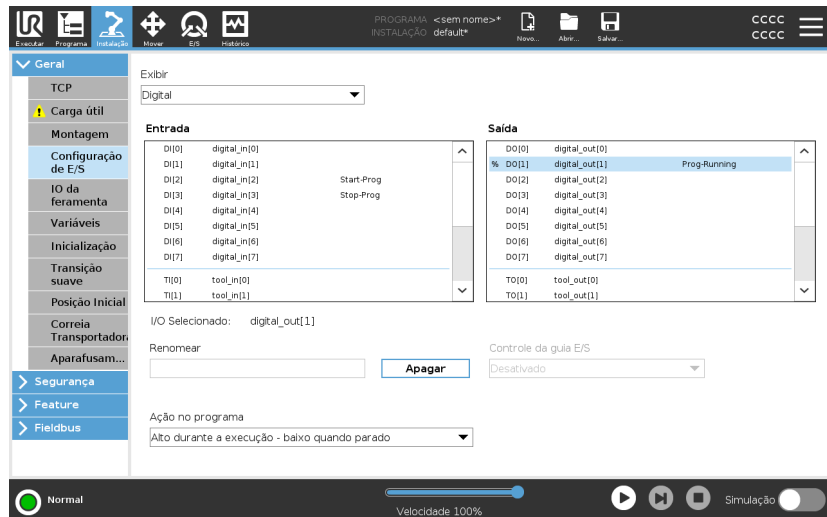 PROGRAMA <sem nome>*
INSTALAÇÃO default*
cccc
cccc
Executar Programa Instalação Mover E/S Histórico Novo... Abrir... Salvar...
Geral
TCP
Carga útil
Montagem
Configuração
de E/S
IO da
ferramenta
Variáveis
Inicialização
Transição
suave
Posição Inicial
Correia
Transportadora
Aparafusam...
Segurança
Feature
Fieldbus
Exibir
Digital
Entrada
DI[0] digital_in[0]
DI[1] digital_in[1]
DI[2] digital_in[2] Start-Prog
DI[3] digital_in[3] Stop-Prog
DI[4] digital_in[4]
DI[5] digital_in[5]
DI[6] digital_in[6]
DI[7] digital_in[7]
TI[0] tool_in[0]
TI[1] tool_in[1]
Saída
DO[0] digital_out[0]
% DO[1] digital_out[1] Prog-Running
DO[2] digital_out[2]
DO[3] digital_out[3]
DO[4] digital_out[4]
DO[5] digital_out[5]
DO[6] digital_out[6]
DO[7] digital_out[7]
TO[0] tool_out[0]
TO[1] tool_out[1]
I/O Selecionado: digital_out[1]
Renomear
Apagar
Controle da guia E/S
Desativado
Ação no programa
Alto durante a execução - baixo quando parado
Normal
Velocidade 100%
Simulação